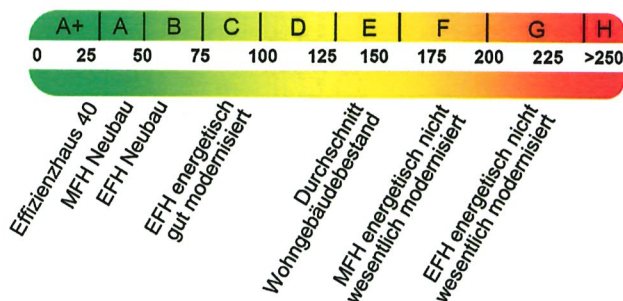 A+ A B C D E F G H
0 25 50 75 100 125 150 175 200 225 >250
Effizienzhaus 40
MFH Neubau
EFH Neubau
EFH energetisch
gut modernisiert
Durchschnitt
Wohngebäudebestand
MFH energetisch nicht
wesentlich modernisiert
EFH energetisch nicht
wesentlich modernisiert